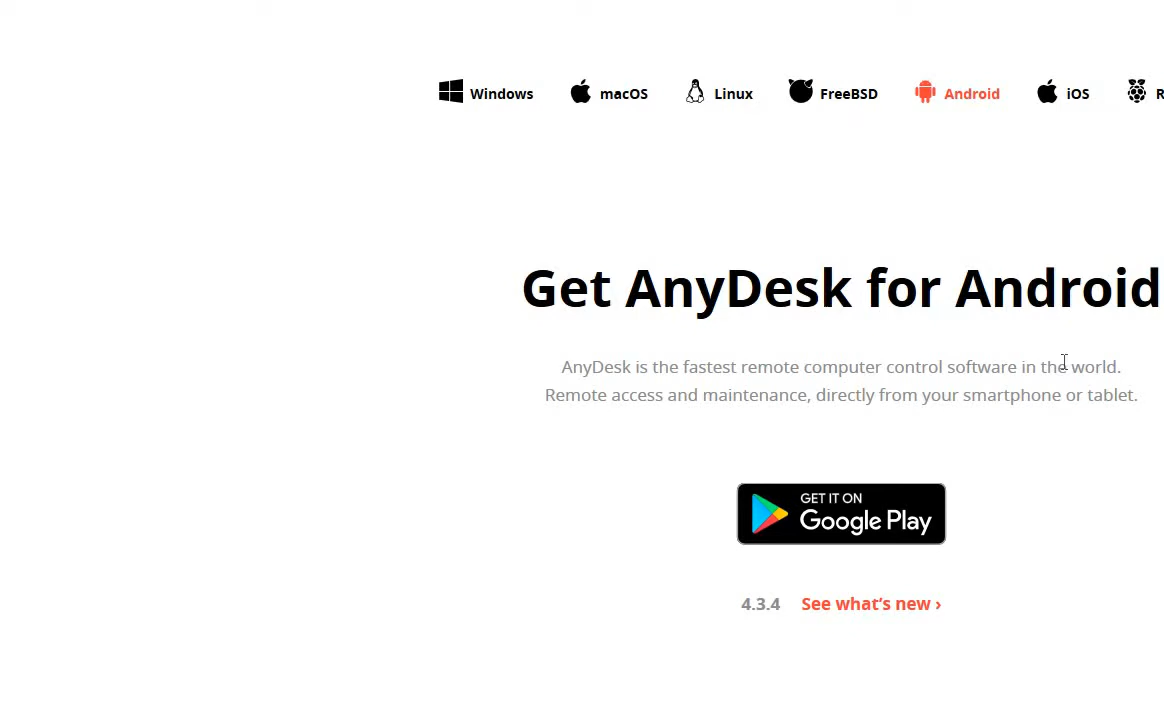 Windows macOS Linux FreeBSD Android iOS
Get AnyDesk for Android
AnyDesk is the fastest remote computer control software in the world.
Remote access and maintenance, directly from your smartphone or tablet.
GET IT ON
Google Play
4.3.4 See what’s new ›